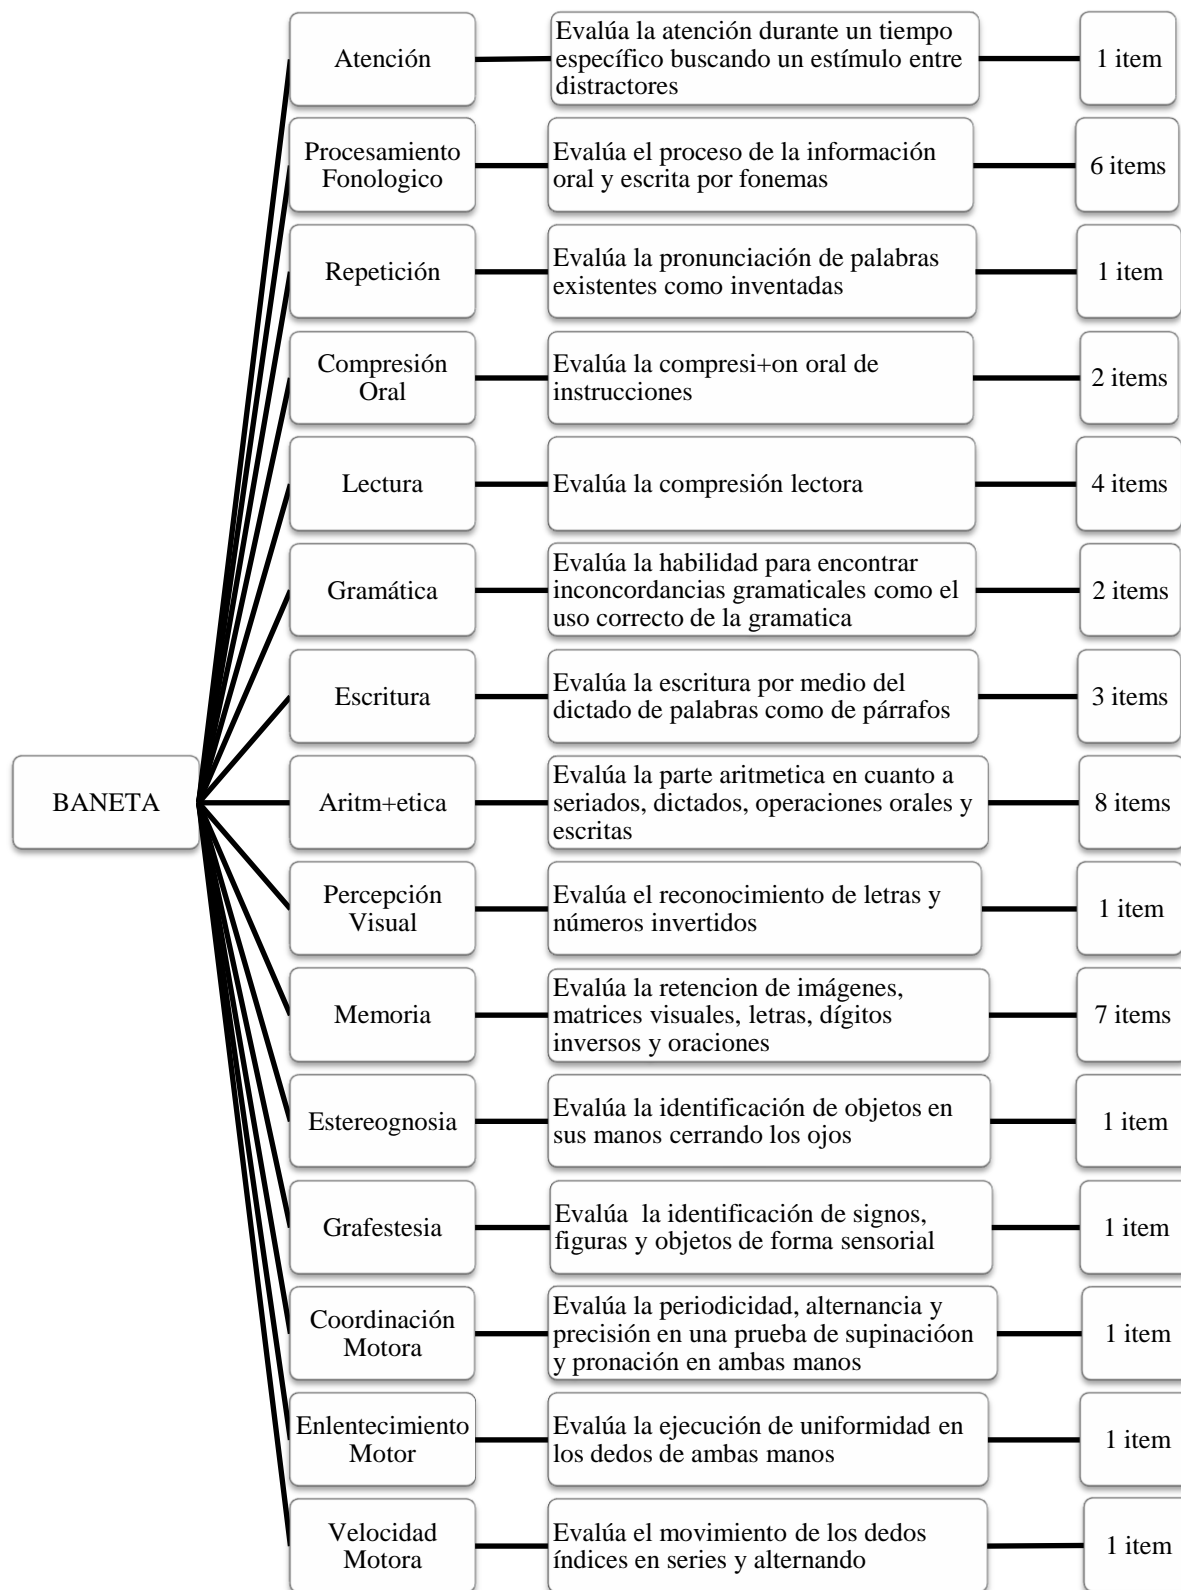 Atención
Evalúa la atención durante un tiempo
específico buscando un estímulo entre
distractores
1 item
Procesamiento
Fonologico
Evalúa el proceso de la información
oral y escrita por fonemas
6 items
Repetición
Evalúa la pronunciación de palabras
existentes como inventadas
1 item
Compresión
Oral
Evalúa la compresi+on oral de
instrucciones
2 items
Lectura
Evalúa la compresión lectora
4 items
Gramática
Evalúa la habilidad para encontrar
inconcordancias gramaticales como el
uso correcto de la gramatica
2 items
Escritura
Evalúa la escritura por medio del
dictado de palabras como de párrafos
3 items
BANETA
Aritm+etica
Evalúa la parte aritmetica en cuanto a
seriados, dictados, operaciones orales y
escritas
8 items
Percepción
Visual
Evalúa el reconocimiento de letras y
números invertidos
1 item
Memoria
Evalúa la retencion de imágenes,
matrices visuales, letras, dígitos
inversos y oraciones
7 items
Estereognosia
Evalúa la identificación de objetos en
sus manos cerrando los ojos
1 item
Grafestesia
Evalúa  la identificación de signos,
figuras y objetos de forma sensorial
1 item
Coordinación
Motora
Evalúa la periodicidad, alternancia y
precisión en una prueba de supinacióon
y pronación en ambas manos
1 item
Enlentecimiento
Motor
Evalúa la ejecución de uniformidad en
los dedos de ambas manos
1 item
Velocidad
Motora
Evalúa el movimiento de los dedos
índices en series y alternando
1 item